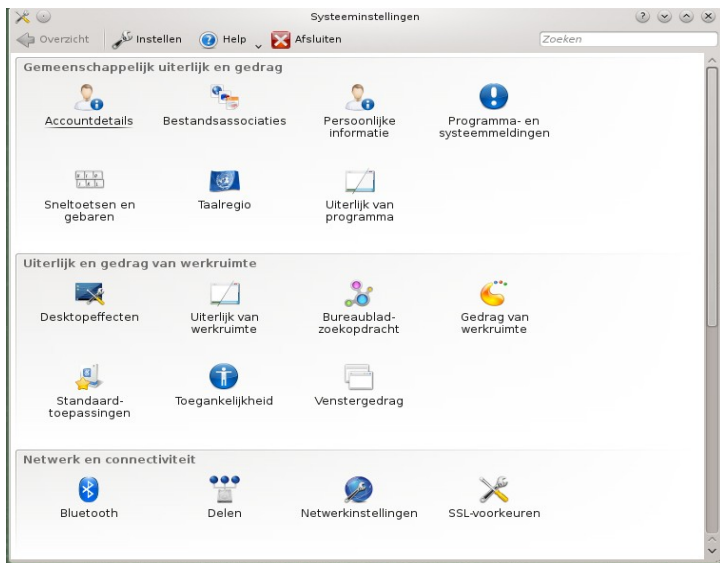 Systeeminstellingen
Overzicht Instellen Help Afsluiten Zoeken
Gemeenschappelijk uiterlijk en gedrag
Accountdetails Bestandsassociaties Persoonlijke informatie Programma- en systeemmeldingen
Sneltoetsen en gebaren Taalregio Uiterlijk van programma
Uiterlijk en gedrag van werkruimte
Desktopeffecten Uiterlijk van werkruimte Bureaublad-zoekopdracht Gedrag van werkruimte
Standaard-toepassingen Toegankelijkheid Venstergedrag
Netwerk en connectiviteit
Bluetooth Delen Netwerkinstellingen SSL-voorkeuren